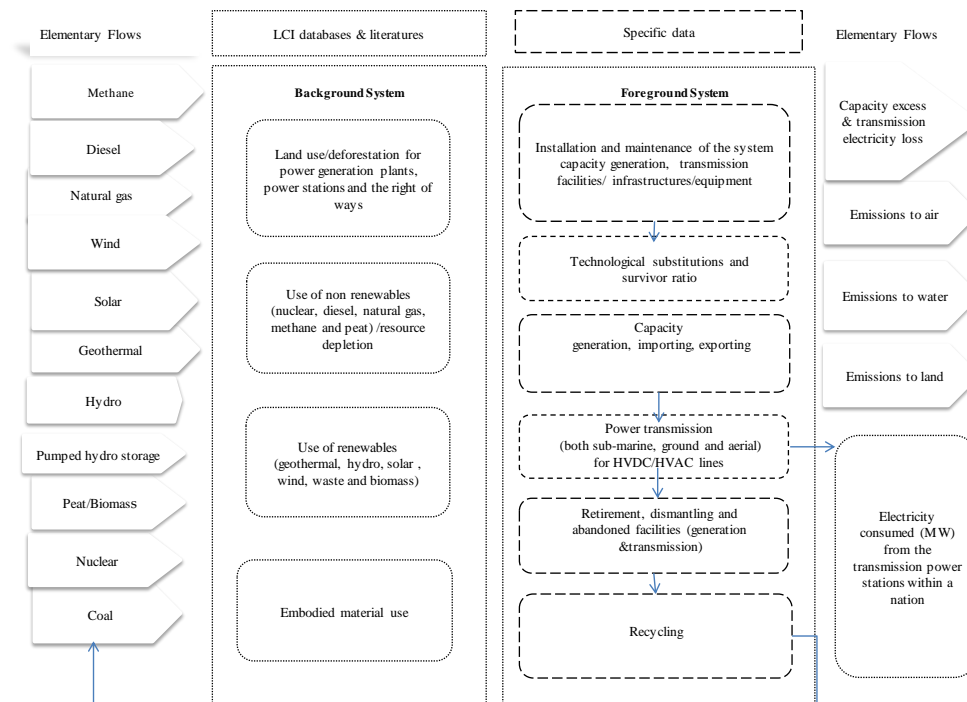 Elementary Flows
LCI databases & literatures
Specific data
Elementary Flows
Methane
Diesel
Natural gas
Wind
Solar
Geothermal
Hydro
Pumped hydro storage
Peat/Biomass
Nuclear
Coal
Background System
Land use/deforestation for
power generation plants,
power stations and the right of
ways
Use of non renewables
(nuclear, diesel, natural gas,
methane and peat) /resource
depletion
Use of renewables
(geothermal, hydro, solar ,
wind, waste and biomass)
Embodied material use
Foreground System
Installation and maintenance of the system
capacity generation, transmission
facilities/ infrastructures/equipment
Technological substitutions and
survivor ratio
Capacity
generation, importing, exporting
Power transmission
(both sub-marine, ground and aerial)
for HVDC/HVAC lines
Retirement, dismantling and
abandoned facilities (generation
&transmission)
Recycling
Capacity excess
& transmission
electricity loss
Emissions to air
Emissions to water
Emissions to land
Electricity
consumed (MW)
from the
transmission power
stations within a
nation